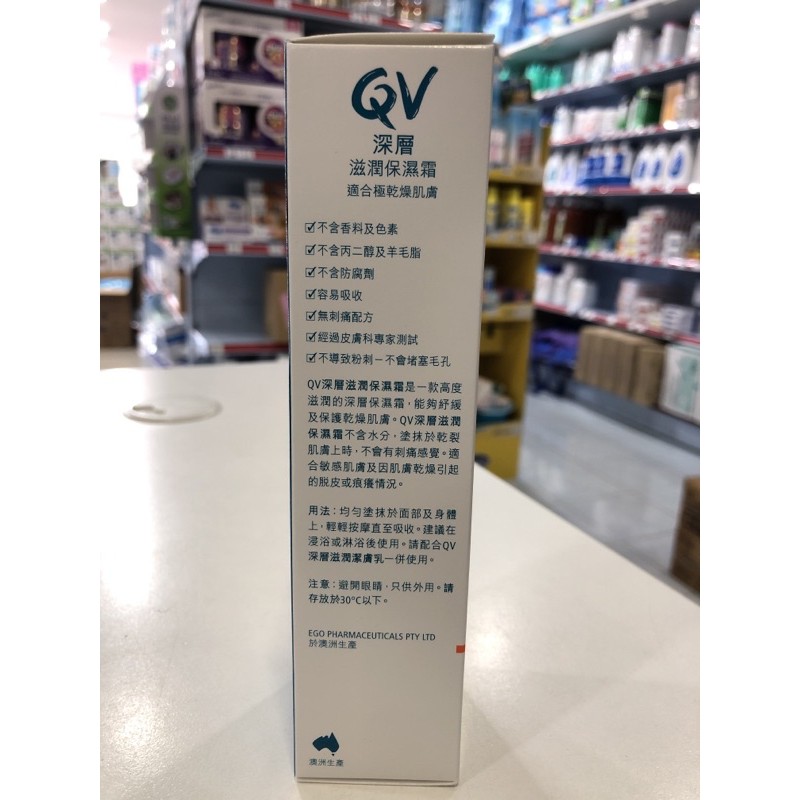 QV
深層
滋潤保濕霜
適合極乾燥肌膚
☑不含香料及色素
☑不含丙二醇及羊毛脂
☑不含防腐劑
☑容易吸收
☑無刺痛配方
☑經過皮膚科專家測試
☑不導致粉刺－不會堵塞毛孔
QV深層滋潤保濕霜是一款高度
滋潤的深層保濕霜，能夠紓緩
及保護乾燥肌膚。QV深層滋潤
保濕霜不含水分，塗抹於乾裂
肌膚上時，不會有刺痛感覺。適
合敏感肌膚及因肌膚乾燥引起
的脫皮或痕癢情況。
用法：均勻塗抹於面部及身體
上，輕輕按摩直至吸收。建議在
浸浴或淋浴後使用。請配合QV
深層滋潤潔膚乳一併使用。
注意：避開眼睛，只供外用。請
存放於30°C以下。
EGO PHARMACEUTICALS PTY LTD
於澳洲生產
澳洲生產